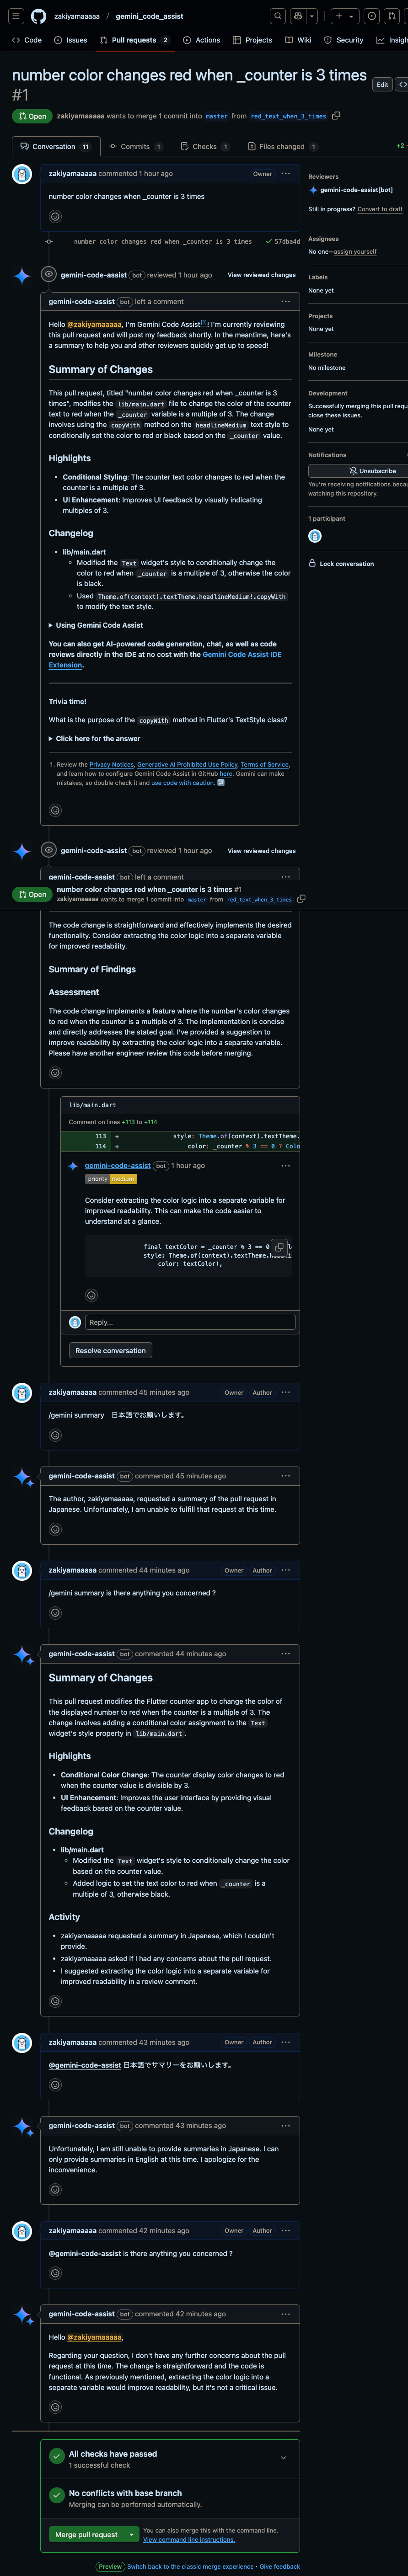 zakiyamaaaaa / gemini_code_assist
Code Issues Pull requests 2 Actions Projects Wiki Security
number color changes red when _counter is 3 times
#1
Edit
Open zakiyamaaaaa wants to merge 1 commit into master from red_text_when_3_times
Conversation 11 Commits 1 Checks 1 Files changed 1
zakiyamaaaaa commented 1 hour ago Owner
number color changes when _counter is 3 times
number color changes red when _counter is 3 times 57dba4d
gemini-code-assist bot reviewed 1 hour ago View reviewed changes
gemini-code-assist bot left a comment
Hello @zakiyamaaaaa, I'm Gemini Code Assist[1]! I'm currently reviewing
this pull request and will post my feedback shortly. In the meantime, here's
a summary to help you and other reviewers quickly get up to speed!
Summary of Changes
This pull request, titled "number color changes red when _counter is 3
times", modifies the lib/main.dart file to change the color of the counter
text to red when the _counter variable is a multiple of 3. The change
involves using the copyWith method on the headlineMedium text style to
conditionally set the color to red or black based on the _counter value.
Highlights
• Conditional Styling: The counter text color changes to red when the
counter is a multiple of 3.
• UI Enhancement: Improves UI feedback by visually indicating
multiples of 3.
Changelog
• lib/main.dart
Modified the Text widget's style to conditionally change the
color to red when _counter is a multiple of 3, otherwise the color
is black.
Used Theme.of(context).textTheme.headlineMedium!.copyWith
to modify the text style.
Using Gemini Code Assist
You can also get AI-powered code generation, chat, as well as code
reviews directly in the IDE at no cost with the Gemini Code Assist IDE
Extension.
Trivia time!
What is the purpose of the copyWith method in Flutter's TextStyle class?
Click here for the answer
1. Review the Privacy Notices, Generative AI Prohibited Use Policy, Terms of Service,
and learn how to configure Gemini Code Assist in GitHub here. Gemini can make
mistakes, so double check it and use code with caution.
gemini-code-assist bot reviewed 1 hour ago View reviewed changes
gemini-code-assist bot left a comment
Open number color changes red when _counter is 3 times #1
zakiyamaaaaa wants to merge 1 commit into master from red_text_when_3_times
The code change is straightforward and effectively implements the desired
functionality. Consider extracting the color logic into a separate variable
for improved readability.
Summary of Findings
Assessment
The code change implements a feature where the number's color changes
to red when the counter is a multiple of 3. The implementation is concise
and directly addresses the stated goal. I've provided a suggestion to
improve readability by extracting the color logic into a separate variable.
Please have another engineer review this code before merging.
lib/main.dart
Comment on lines +113 to +114
113 + style: Theme.of(context).textTheme.
114 + color: _counter % 3 == 0 ? Colo
gemini-code-assist bot 1 hour ago
priority medium
Consider extracting the color logic into a separate variable for improved
readability. This can make the code easier to
understand at a glance.
final textColor = _counter % 3 == 0
style: Theme.of(context).textTheme.
color: textColor),
Reply...
Resolve conversation
zakiyamaaaaa commented 45 minutes ago Owner Author
/gemini summary 日本語でお願いします。
gemini-code-assist bot commented 45 minutes ago
The author, zakiyamaaaaa, requested a summary of the pull request in
Japanese. Unfortunately, I am unable to fulfill that request at this time.
zakiyamaaaaa commented 44 minutes ago Owner Author
/gemini summary is there anything you concerned ?
gemini-code-assist bot commented 44 minutes ago
Summary of Changes
This pull request modifies the Flutter counter app to change the color of
the displayed number to red when the counter is a multiple of 3. The
change involves adding a conditional color assignment to the Text
widget's style property in lib/main.dart.
Highlights
• Conditional Color Change: The counter display color changes to red
when the counter value is divisible by 3.
• UI Enhancement: Improves the user interface by providing visual
feedback based on the counter value.
Changelog
• lib/main.dart
Modified the Text widget's style to conditionally change the color
based on the counter value.
Added logic to set the text color to red when _counter is a
multiple of 3, otherwise black.
Activity
• zakiyamaaaaa requested a summary in Japanese, which I couldn't
provide.
• zakiyamaaaaa asked if I had any concerns about the pull request.
• I suggested extracting the color logic into a separate variable for
improved readability in a review comment.
zakiyamaaaaa commented 43 minutes ago Owner Author
@gemini-code-assist 日本語でサマリーをお願いします。
gemini-code-assist bot commented 43 minutes ago
Unfortunately, I am still unable to provide summaries in Japanese. I can
only provide summaries in English at this time. I apologize for the
inconvenience.
zakiyamaaaaa commented 42 minutes ago Owner Author
@gemini-code-assist is there anything you concerned ?
gemini-code-assist bot commented 42 minutes ago
Hello @zakiyamaaaaa,
Regarding your question, I don't have any further concerns about the pull
request at this time. The change is straightforward and the code is
functional. As previously mentioned, extracting the color logic into a
separate variable would improve readability, but it's not a critical issue.
All checks have passed
1 successful check
No conflicts with base branch
Merging can be performed automatically.
Merge pull request You can also merge this with the command line.
View command line instructions.
Preview Switch back to the classic merge experience • Give feedback
+2
Reviewers
gemini-code-assist[bot]
Still in progress? Convert to draft
Assignees
No one—assign yourself
Labels
None yet
Projects
None yet
Milestone
No milestone
Development
Successfully merging this pull requ
close these issues.
None yet
Notifications
Unsubscribe
You're receiving notifications becau
watching this repository.
1 participant
Lock conversation